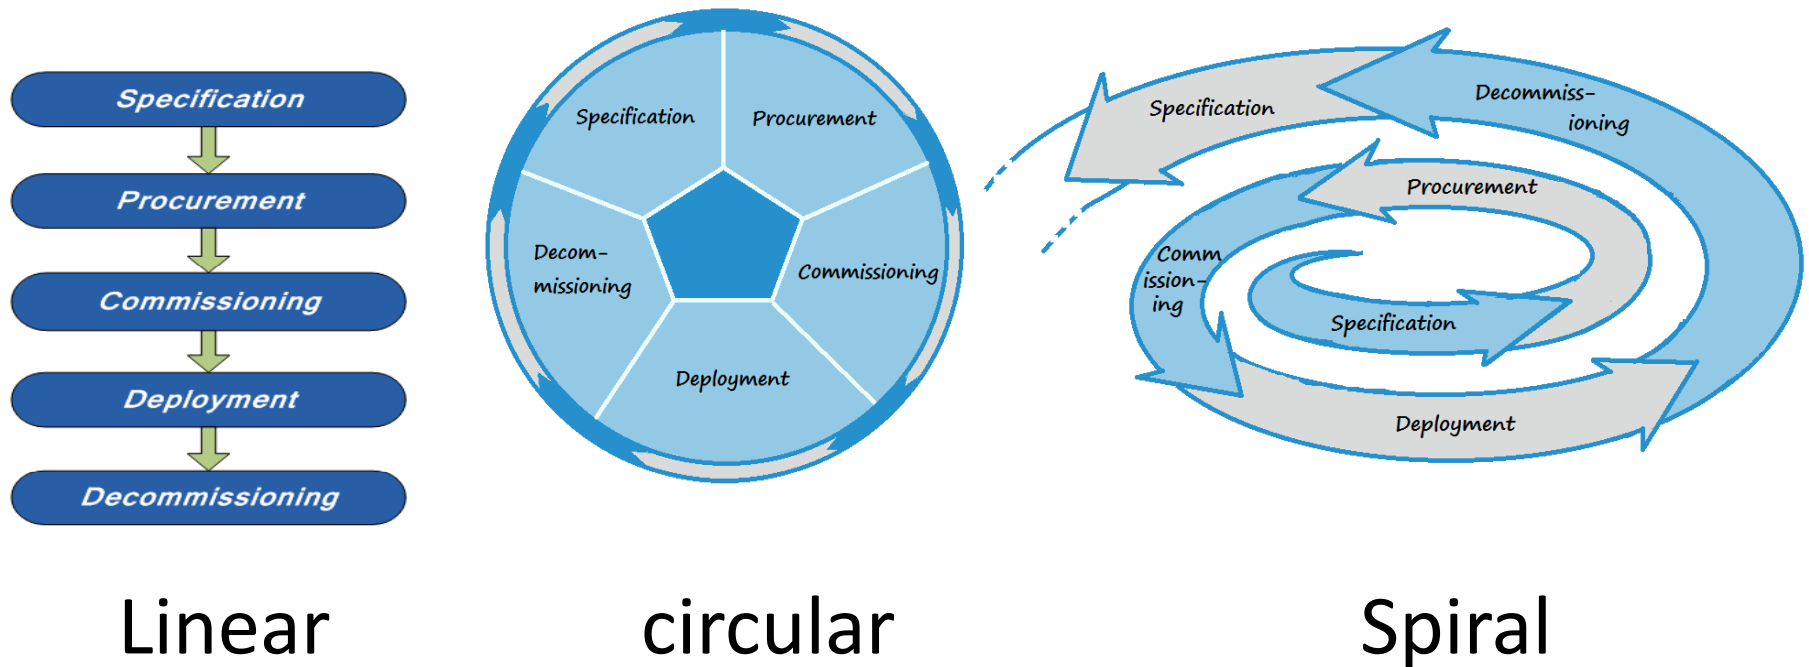 Specification
Procurement
Commissioning
Deployment
Decommissioning
Linear
Specification
Procurement
Commissioning
Deployment
Decom-
missioning
circular
Specification
Procurement
Comm
ission-
ing
Deployment
Decommiss-
ioning
Specification
Spiral